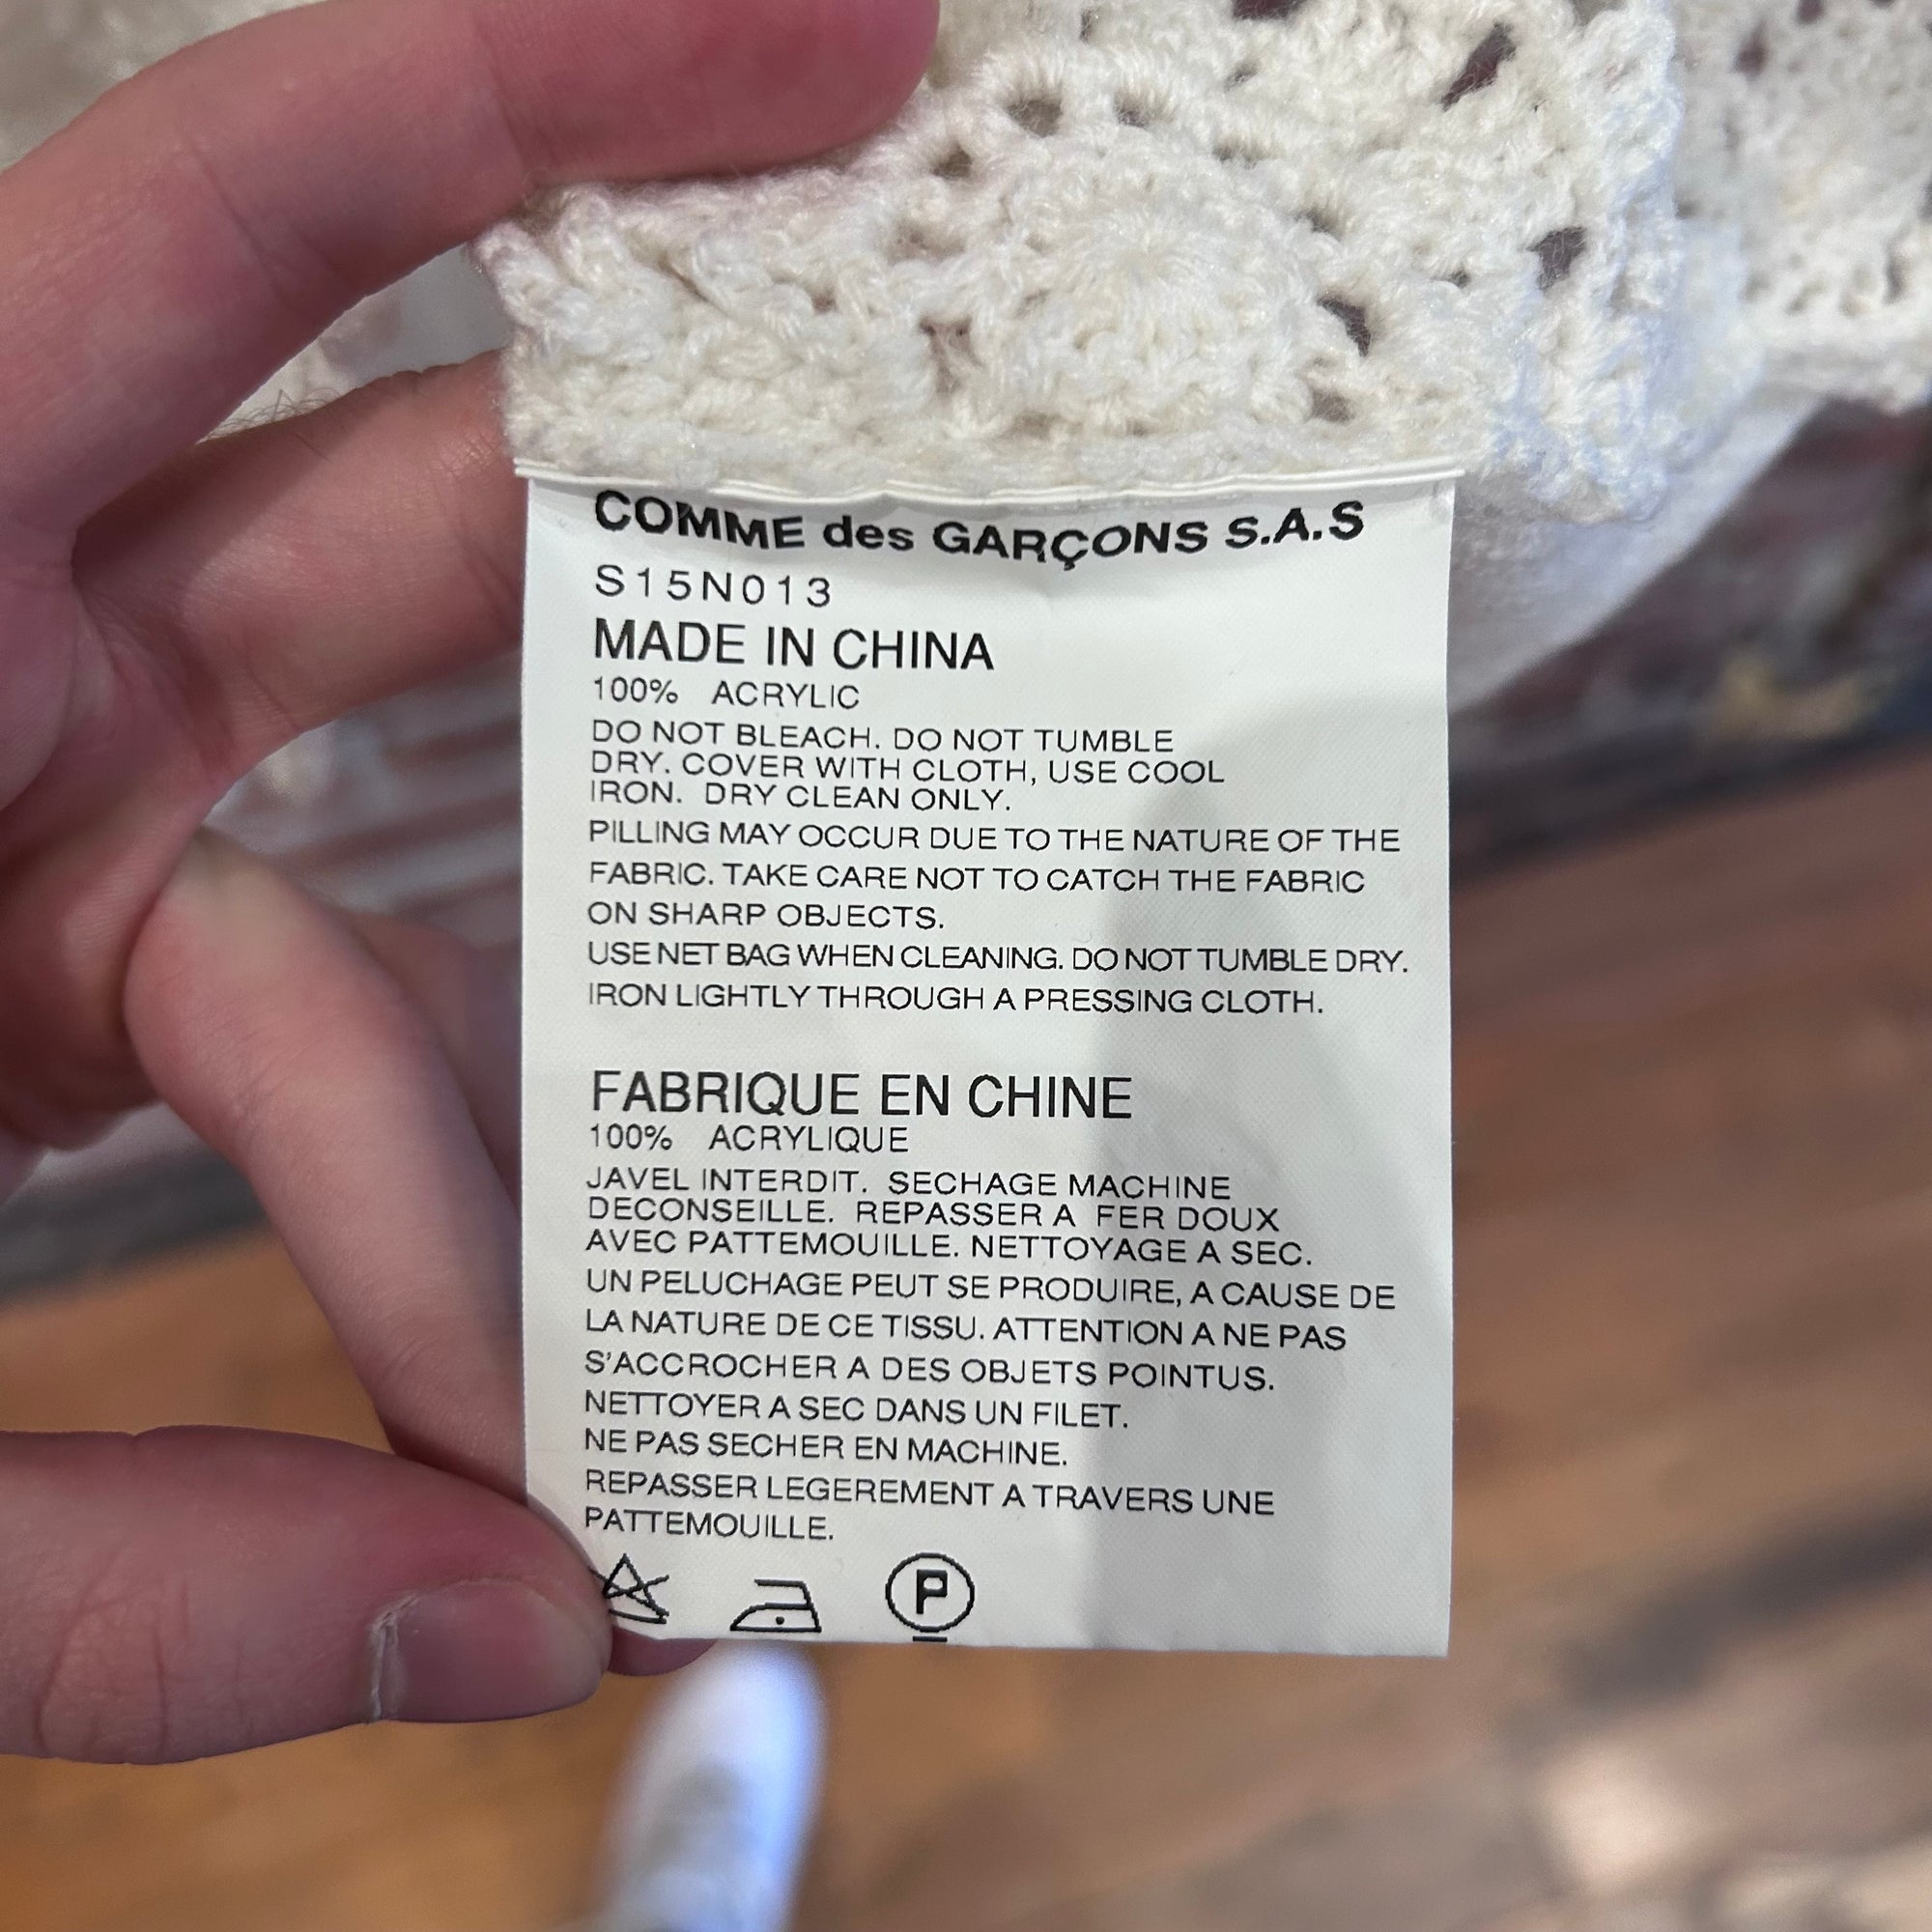 COMME des GARÇONS S.A.S
S15N013
MADE IN CHINA
100% ACRYLIC
DO NOT BLEACH. DO NOT TUMBLE
DRY. COVER WITH CLOTH, USE COOL
IRON. DRY CLEAN ONLY.
PILLING MAY OCCUR DUE TO THE NATURE OF THE
FABRIC. TAKE CARE NOT TO CATCH THE FABRIC
ON SHARP OBJECTS.
USE NET BAG WHEN CLEANING. DO NOT TUMBLE DRY.
IRON LIGHTLY THROUGH A PRESSING CLOTH.
FABRIQUE EN CHINE
100% ACRYLIQUE
JAVEL INTERDIT. SECHAGE MACHINE
DECONSEILLE. REPASSER A FER DOUX
AVEC PATTEMOUILLE. NETTOYAGE A SEC.
UN PELUCHAGE PEUT SE PRODUIRE, A CAUSE DE
LA NATURE DE CE TISSU. ATTENTION A NE PAS
S'ACCROCHER A DES OBJETS POINTUS.
NETTOYER A SEC DANS UN FILET.
NE PAS SECHER EN MACHINE.
REPASSER LEGEREMENT A TRAVERS UNE
PATTEMOUILLE.
P